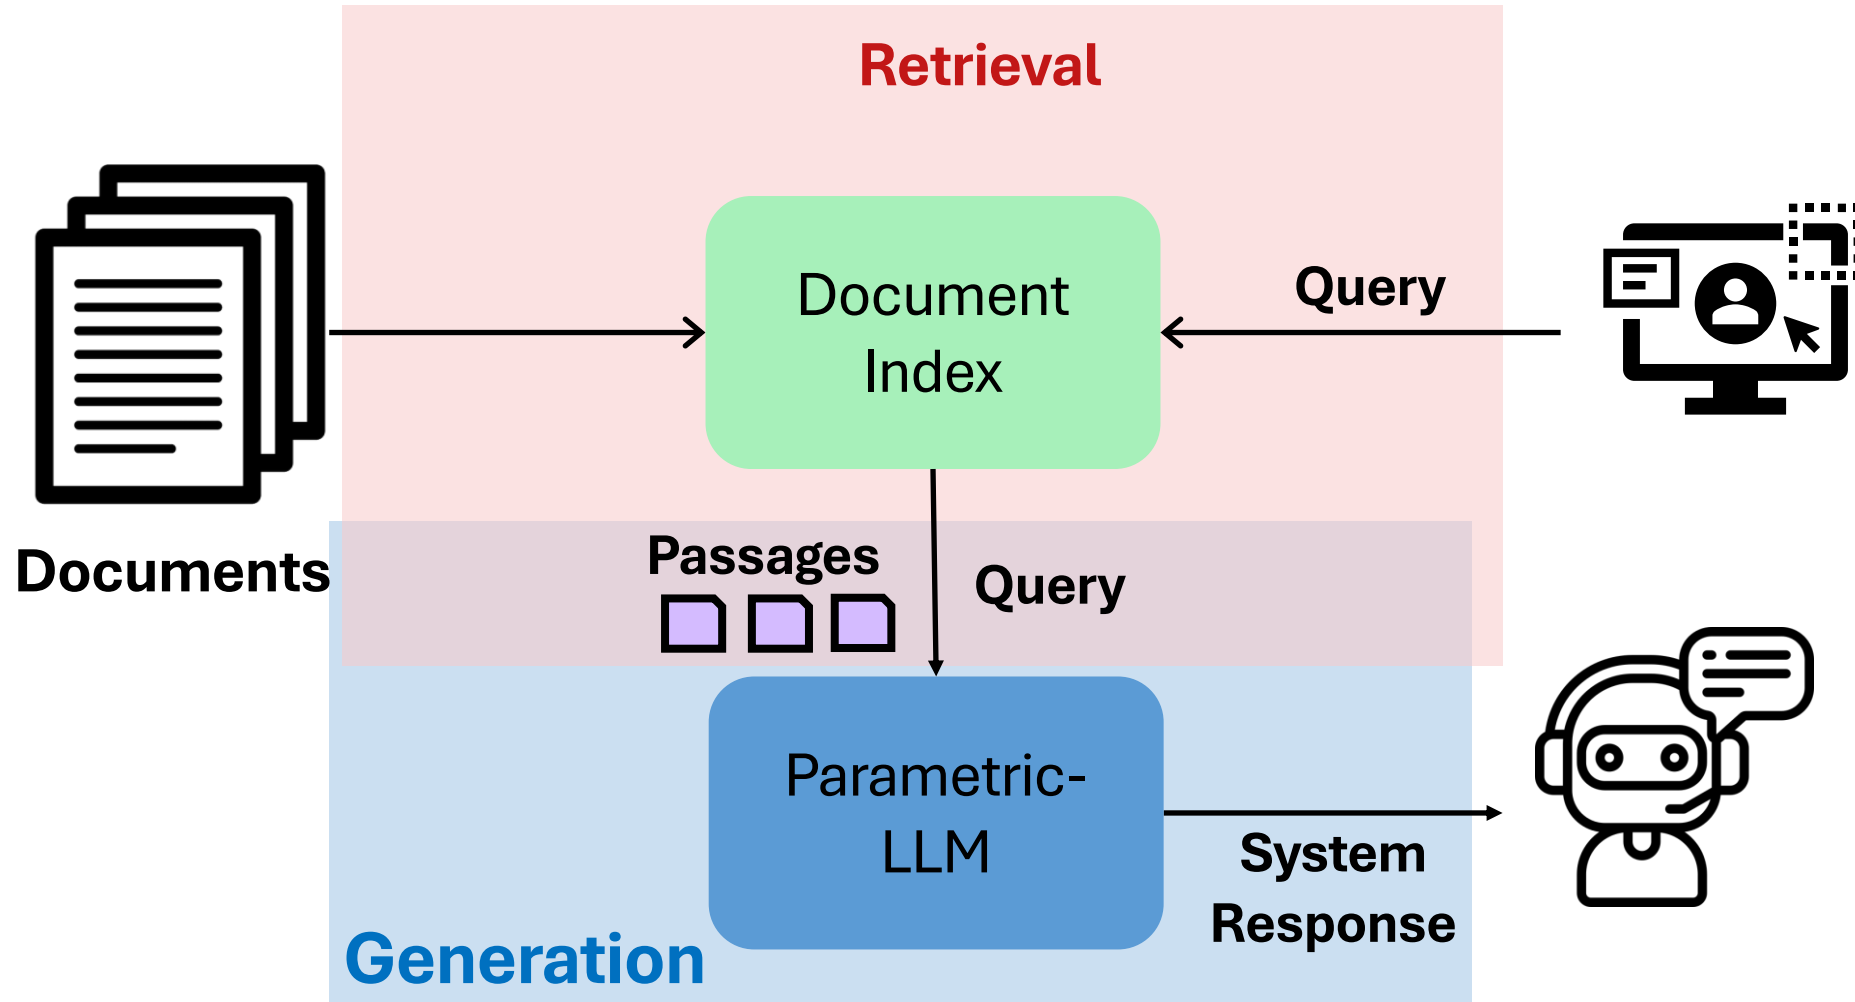 Retrieval
Document
Index
Query
Documents
Passages
Query
Parametric-
LLM
System
Response
Generation